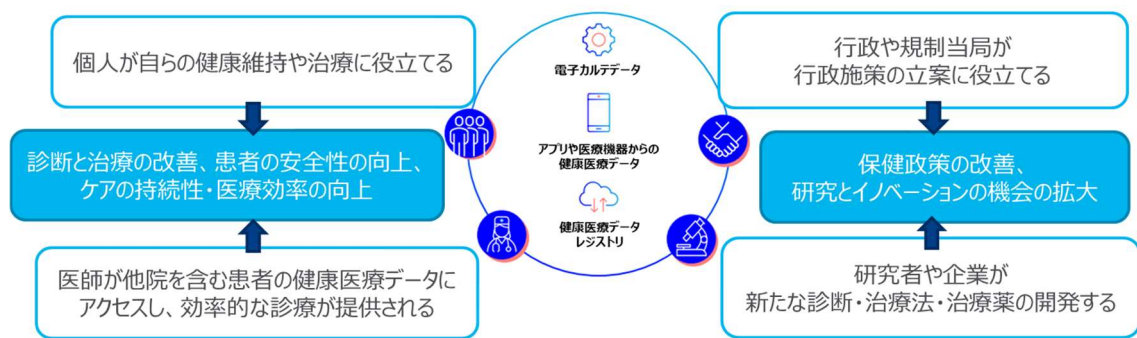 個人が自らの健康維持や治療に役立てる
診断と治療の改善、患者の安全性の向上、
ケアの持続性・医療効率の向上
医師が他院を含む患者の健康医療データに
アクセスし、効率的な診療が提供される
電子カルテデータ
アプリや医療機器からの
健康医療データ
健康医療データ
レジストリ
行政や規制当局が
行政施策の立案に役立てる
保健政策の改善、
研究とイノベーションの機会の拡大
研究者や企業が
新たな診断・治療法・治療薬の開発する